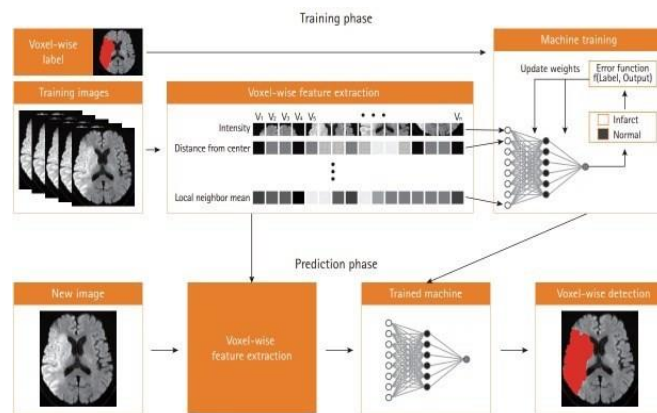 Training phase
Voxel-wise
label
Machine training
Training images
Voxel-wise feature extraction
Update weights
Error function
f(Label, Output)
V1 V2 V3 V4 V5 • • • Vn
Intensity
Distance from center
Local neighbor mean
Infarct
Normal
Prediction phase
New image
Voxel-wise
feature extraction
Trained machine
Voxel-wise detection